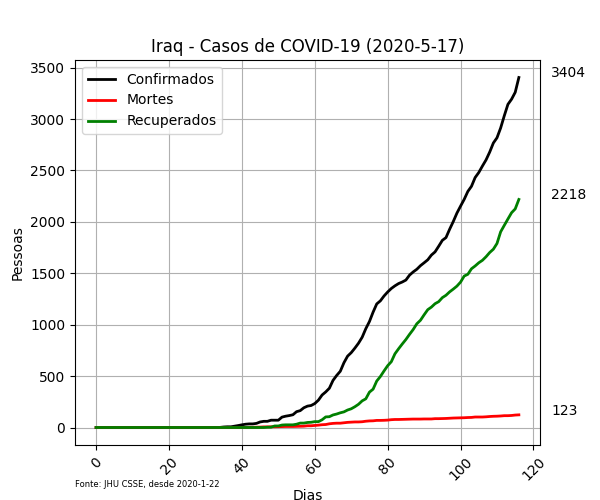 Iraq - Casos de COVID-19 (2020-5-17)
Confirmados
Mortes
Recuperados
3404
2218
123
Pessoas
3500
3000
2500
2000
1500
1000
500
0
0 20 40 60 80 100 120
Fonte: JHU CSSE, desde 2020-1-22
Dias